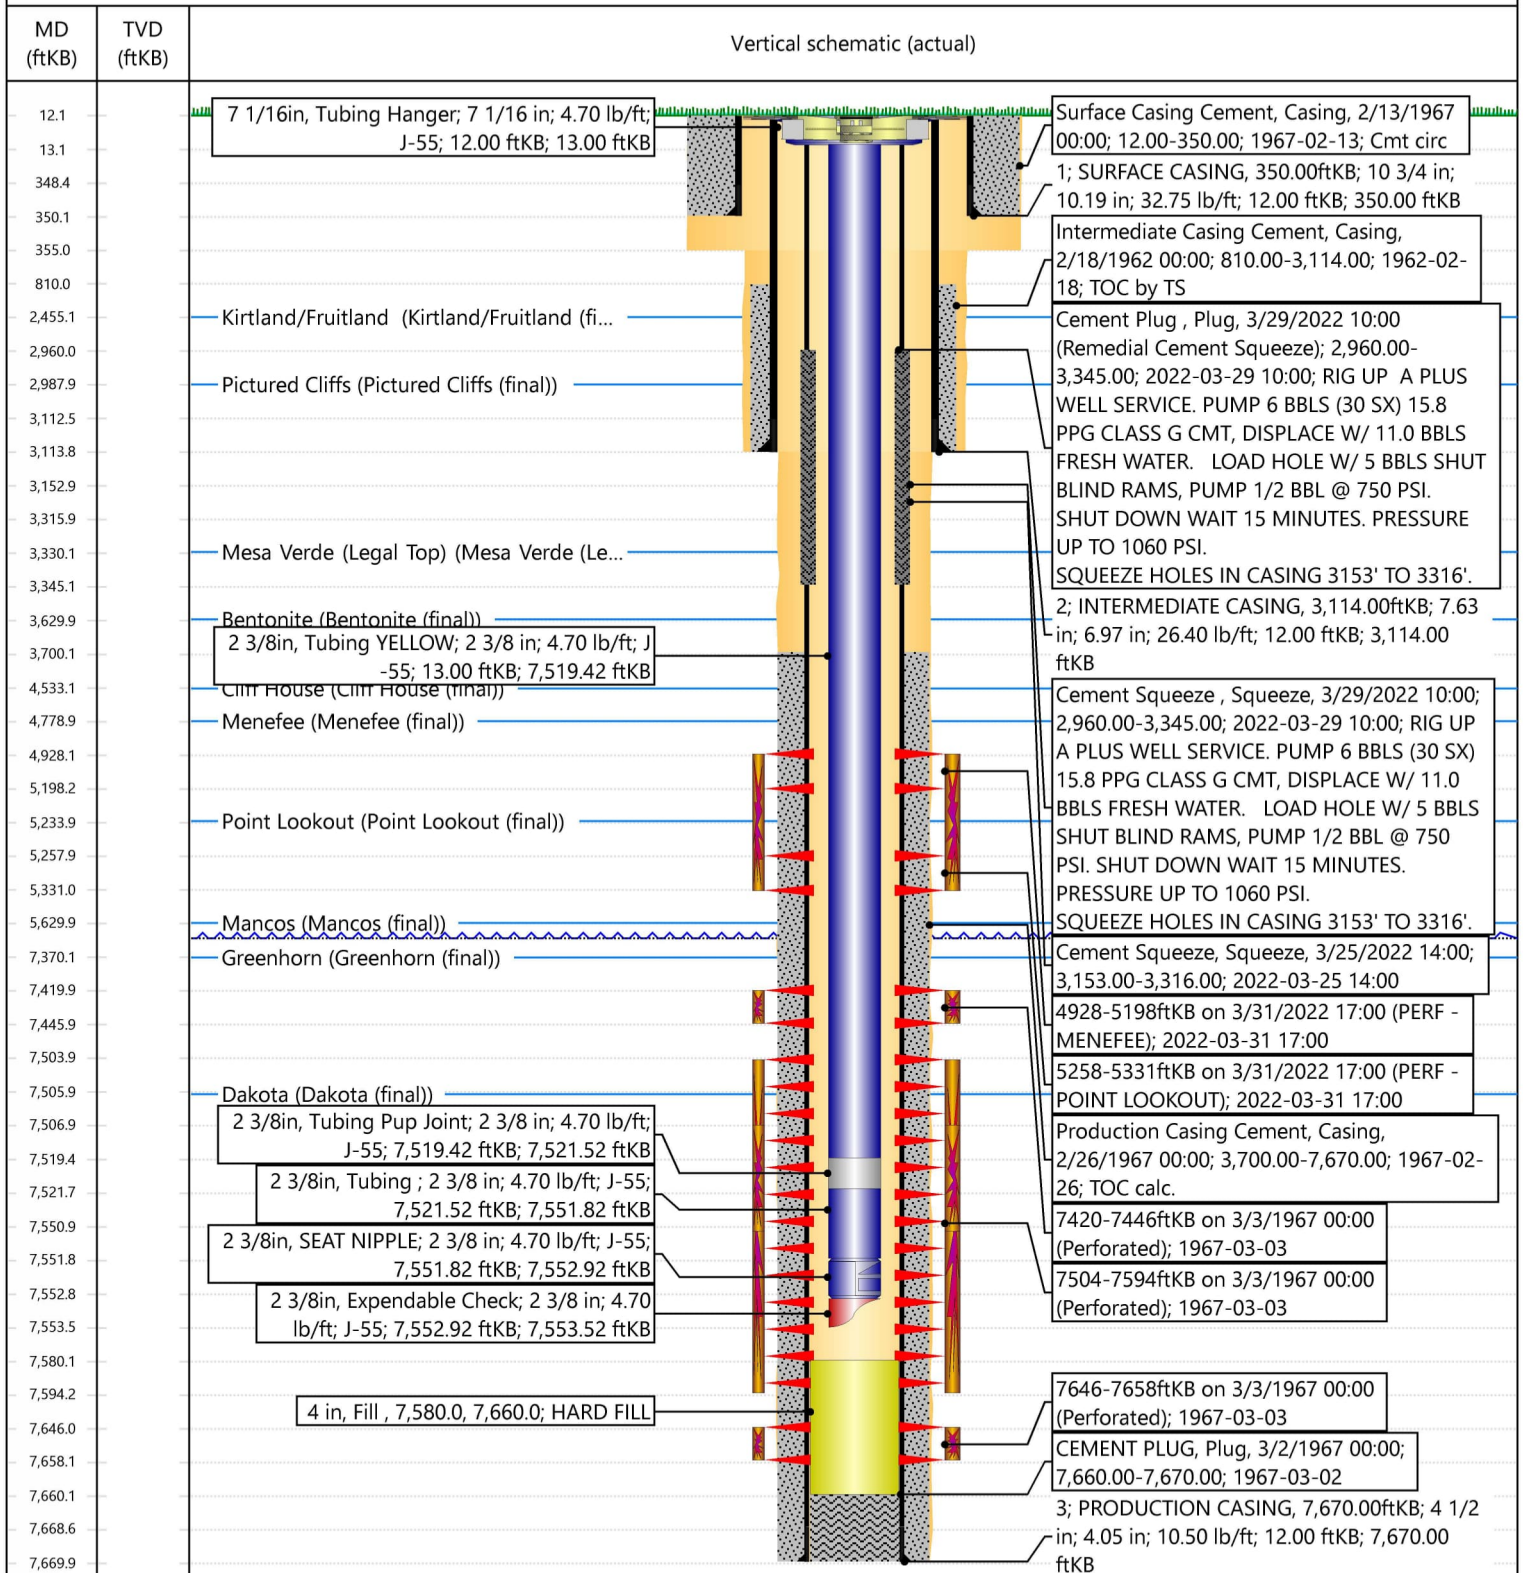 MD
(ftKB)
TVD
(ftKB)
Vertical schematic (actual)
12.1
13.1
348.4
350.1
355.0
810.0
2,455.1
2,960.0
2,987.9
3,112.5
3,113.8
3,152.9
3,315.9
3,330.1
3,345.1
3,629.9
3,700.1
4,533.1
4,778.9
4,928.1
5,198.2
5,233.9
5,257.9
5,331.0
5,629.9
7,370.1
7,419.9
7,445.9
7,503.9
7,505.9
7,506.9
7,519.4
7,521.7
7,550.9
7,551.8
7,552.8
7,553.5
7,580.1
7,594.2
7,646.0
7,658.1
7,660.1
7,668.6
7,669.9
7 1/16in, Tubing Hanger; 7 1/16 in; 4.70 lb/ft;
J-55; 12.00 ftKB; 13.00 ftKB
Kirtland/Fruitland (Kirtland/Fruitland (fi...
Pictured Cliffs (Pictured Cliffs (final))
Mesa Verde (Legal Top) (Mesa Verde (Le...
Bentonite (Bentonite (final))
2 3/8in, Tubing YELLOW; 2 3/8 in; 4.70 lb/ft; J
-55; 13.00 ftKB; 7,519.42 ftKB
Cliff House (Cliff House (final))
Menefee (Menefee (final))
Point Lookout (Point Lookout (final))
Mancos (Mancos (final))
Greenhorn (Greenhorn (final))
Dakota (Dakota (final))
2 3/8in, Tubing Pup Joint; 2 3/8 in; 4.70 lb/ft;
J-55; 7,519.42 ftKB; 7,521.52 ftKB
2 3/8in, Tubing ; 2 3/8 in; 4.70 lb/ft; J-55;
7,521.52 ftKB; 7,551.82 ftKB
2 3/8in, SEAT NIPPLE; 2 3/8 in; 4.70 lb/ft; J-55;
7,551.82 ftKB; 7,552.92 ftKB
2 3/8in, Expendable Check; 2 3/8 in; 4.70
lb/ft; J-55; 7,552.92 ftKB; 7,553.52 ftKB
4 in, Fill , 7,580.0, 7,660.0; HARD FILL
Surface Casing Cement, Casing, 2/13/1967
00:00; 12.00-350.00; 1967-02-13; Cmt circ
1; SURFACE CASING, 350.00ftKB; 10 3/4 in;
10.19 in; 32.75 lb/ft; 12.00 ftKB; 350.00 ftKB
Intermediate Casing Cement, Casing,
2/18/1962 00:00; 810.00-3,114.00; 1962-02-
18; TOC by TS
Cement Plug , Plug, 3/29/2022 10:00
(Remedial Cement Squeeze); 2,960.00-
3,345.00; 2022-03-29 10:00; RIG UP  A PLUS
WELL SERVICE. PUMP 6 BBLS (30 SX) 15.8
PPG CLASS G CMT, DISPLACE W/ 11.0 BBLS
FRESH WATER.   LOAD HOLE W/ 5 BBLS SHUT
BLIND RAMS, PUMP 1/2 BBL @ 750 PSI.
SHUT DOWN WAIT 15 MINUTES. PRESSURE
UP TO 1060 PSI.
SQUEEZE HOLES IN CASING 3153' TO 3316'.
2; INTERMEDIATE CASING, 3,114.00ftKB; 7.63
in; 6.97 in; 26.40 lb/ft; 12.00 ftKB; 3,114.00
ftKB
Cement Squeeze , Squeeze, 3/29/2022 10:00;
2,960.00-3,345.00; 2022-03-29 10:00; RIG UP
A PLUS WELL SERVICE. PUMP 6 BBLS (30 SX)
15.8 PPG CLASS G CMT, DISPLACE W/ 11.0
BBLS FRESH WATER.   LOAD HOLE W/ 5 BBLS
SHUT BLIND RAMS, PUMP 1/2 BBL @ 750
PSI. SHUT DOWN WAIT 15 MINUTES.
PRESSURE UP TO 1060 PSI.
SQUEEZE HOLES IN CASING 3153' TO 3316'.
Cement Squeeze, Squeeze, 3/25/2022 14:00;
3,153.00-3,316.00; 2022-03-25 14:00
4928-5198ftKB on 3/31/2022 17:00 (PERF -
MENEFEE); 2022-03-31 17:00
5258-5331ftKB on 3/31/2022 17:00 (PERF -
POINT LOOKOUT); 2022-03-31 17:00
Production Casing Cement, Casing,
2/26/1967 00:00; 3,700.00-7,670.00; 1967-02-
26; TOC calc.
7420-7446ftKB on 3/3/1967 00:00
(Perforated); 1967-03-03
7504-7594ftKB on 3/3/1967 00:00
(Perforated); 1967-03-03
7646-7658ftKB on 3/3/1967 00:00
(Perforated); 1967-03-03
CEMENT PLUG, Plug, 3/2/1967 00:00;
7,660.00-7,670.00; 1967-03-02
3; PRODUCTION CASING, 7,670.00ftKB; 4 1/2
in; 4.05 in; 10.50 lb/ft; 12.00 ftKB; 7,670.00
ftKB